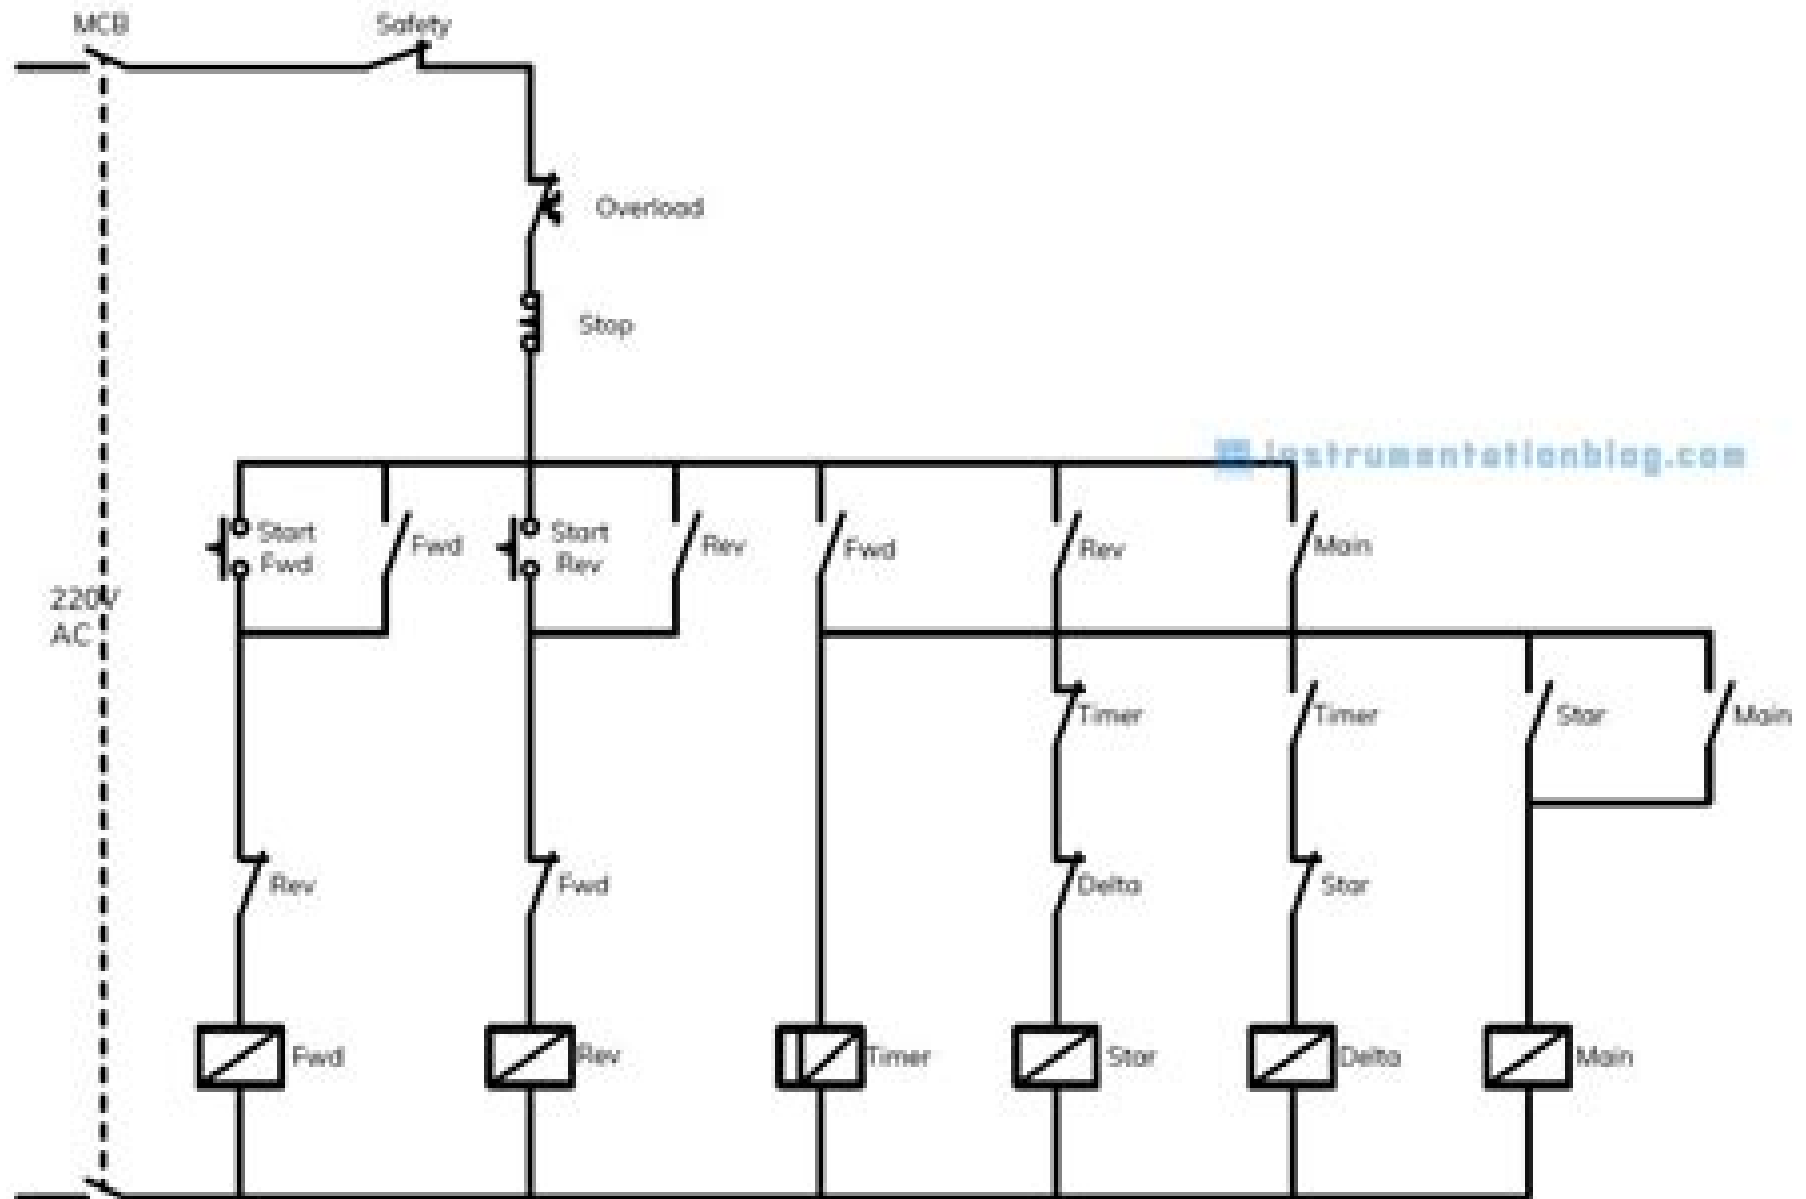 MCB
Safety
Overload
Stop
instrumentationblog.com
Start
Fwd
Fwd
Start
Rev
Rev
Fwd
Rev
Main
220V
AC
Timer
Timer
Star
Main
Rev
Fwd
Delta
Star
Fwd
Rev
Timer
Star
Delta
Main